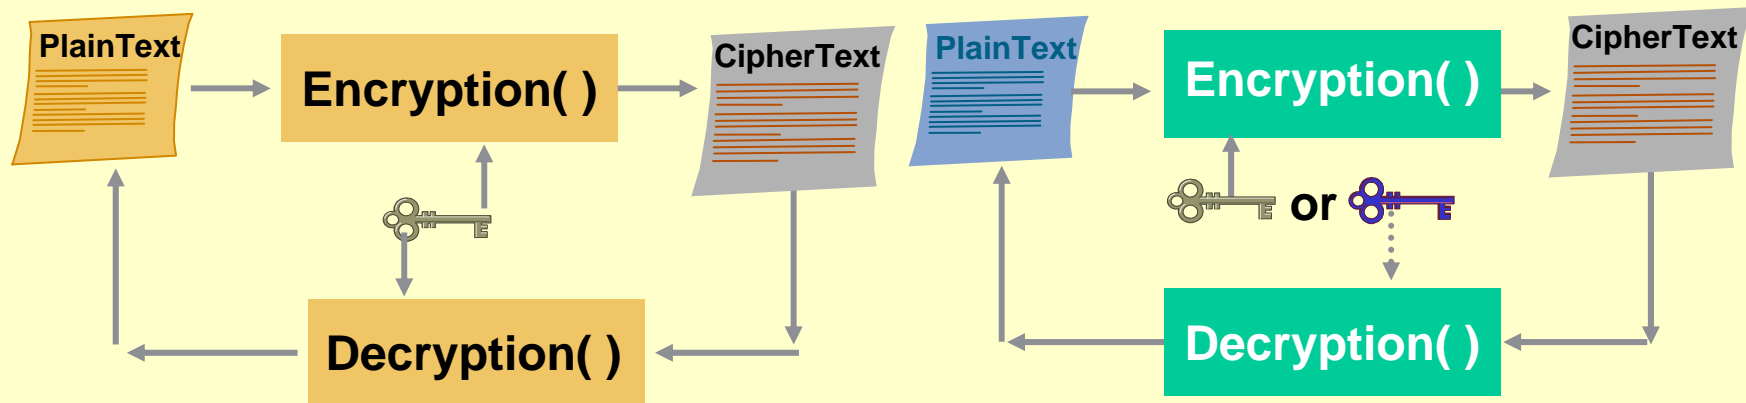 PlainText
Encryption( )
CipherText
Decryption( )
PlainText
Encryption( )
CipherText
or
Decryption( )